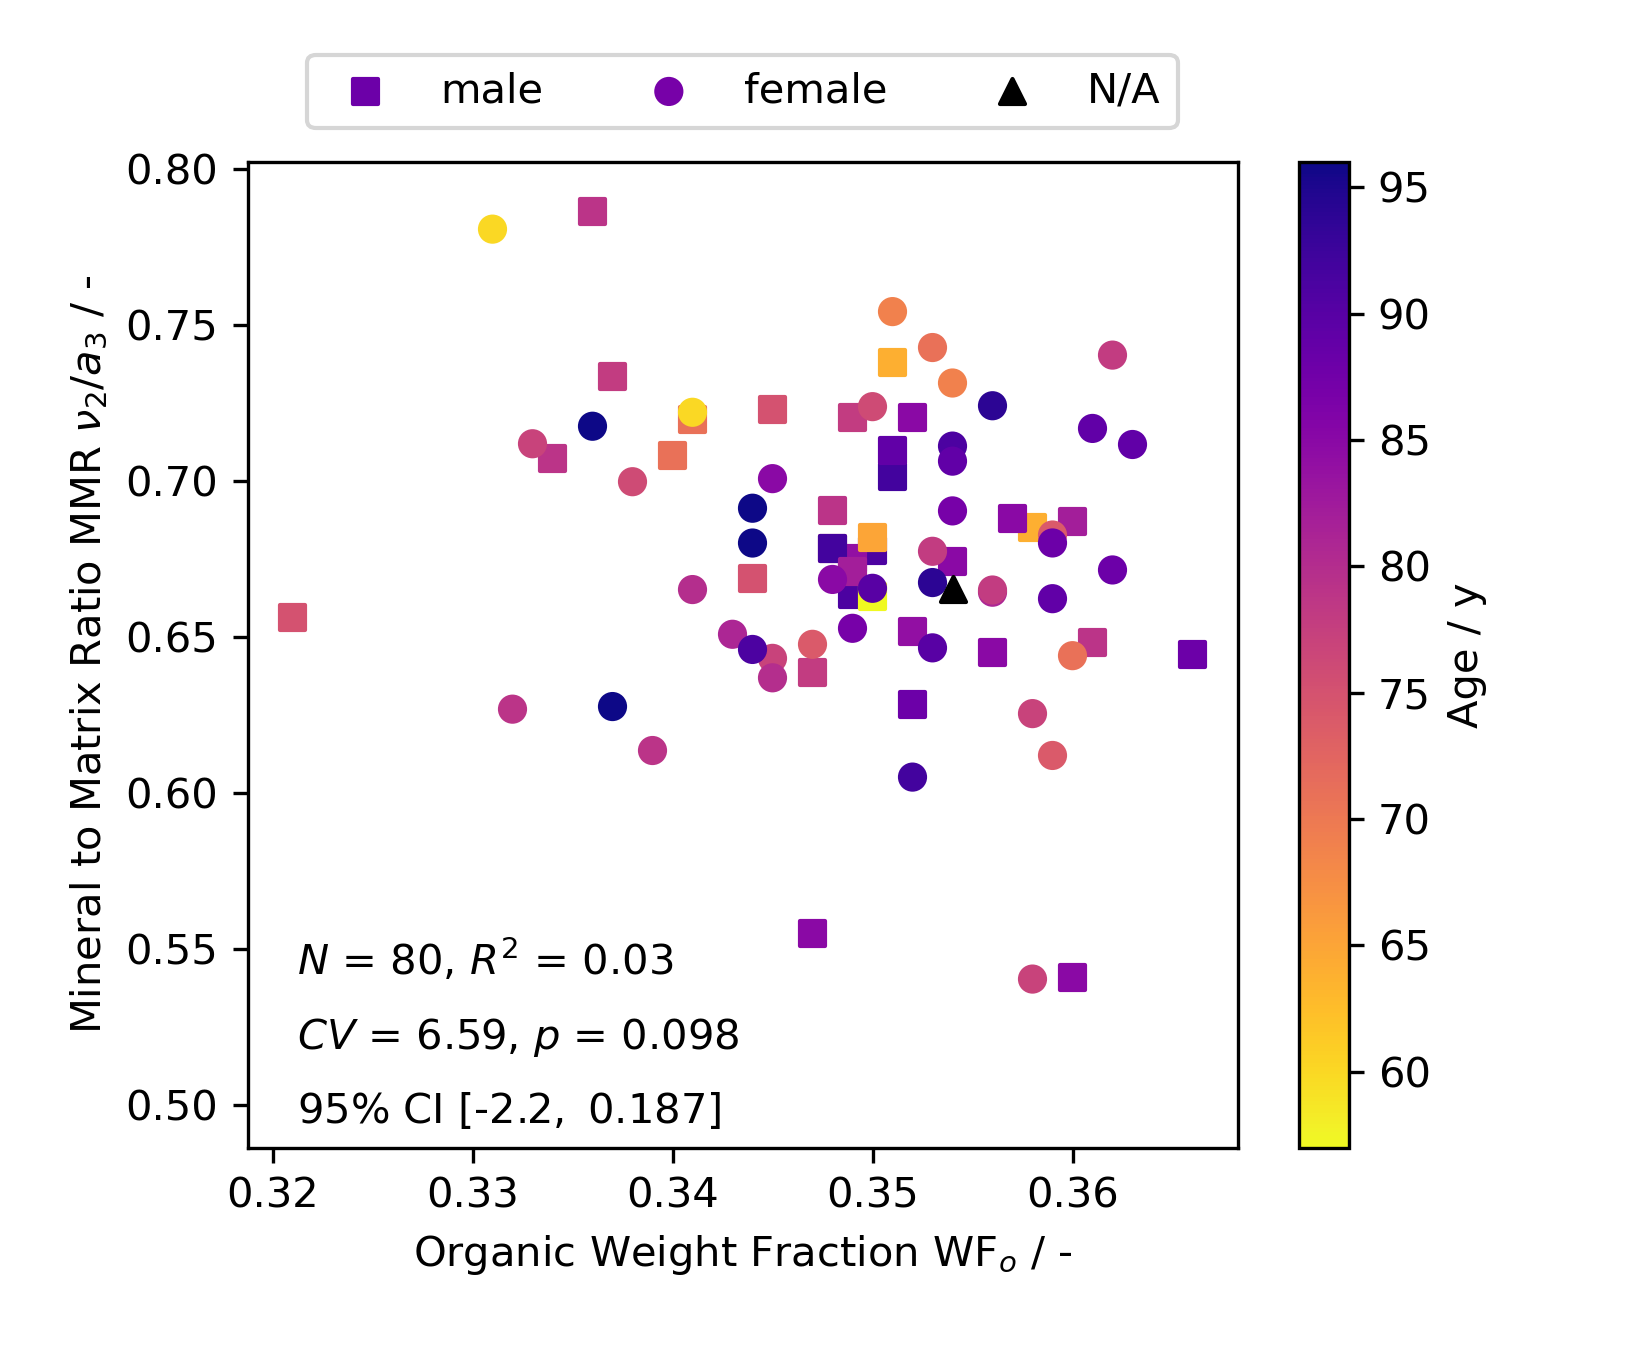 male female N/A
Mineral to Matrix Ratio MMR ν₂/a₃ / -
0.80
0.75
0.70
0.65
0.60
0.55
0.50
N = 80, R² = 0.03
CV = 6.59, p = 0.098
95% CI [-2.2, 0.187]
0.32 0.33 0.34 0.35 0.36
Organic Weight Fraction WFₒ / -
95
90
85
80
75
70
65
60
Age / y